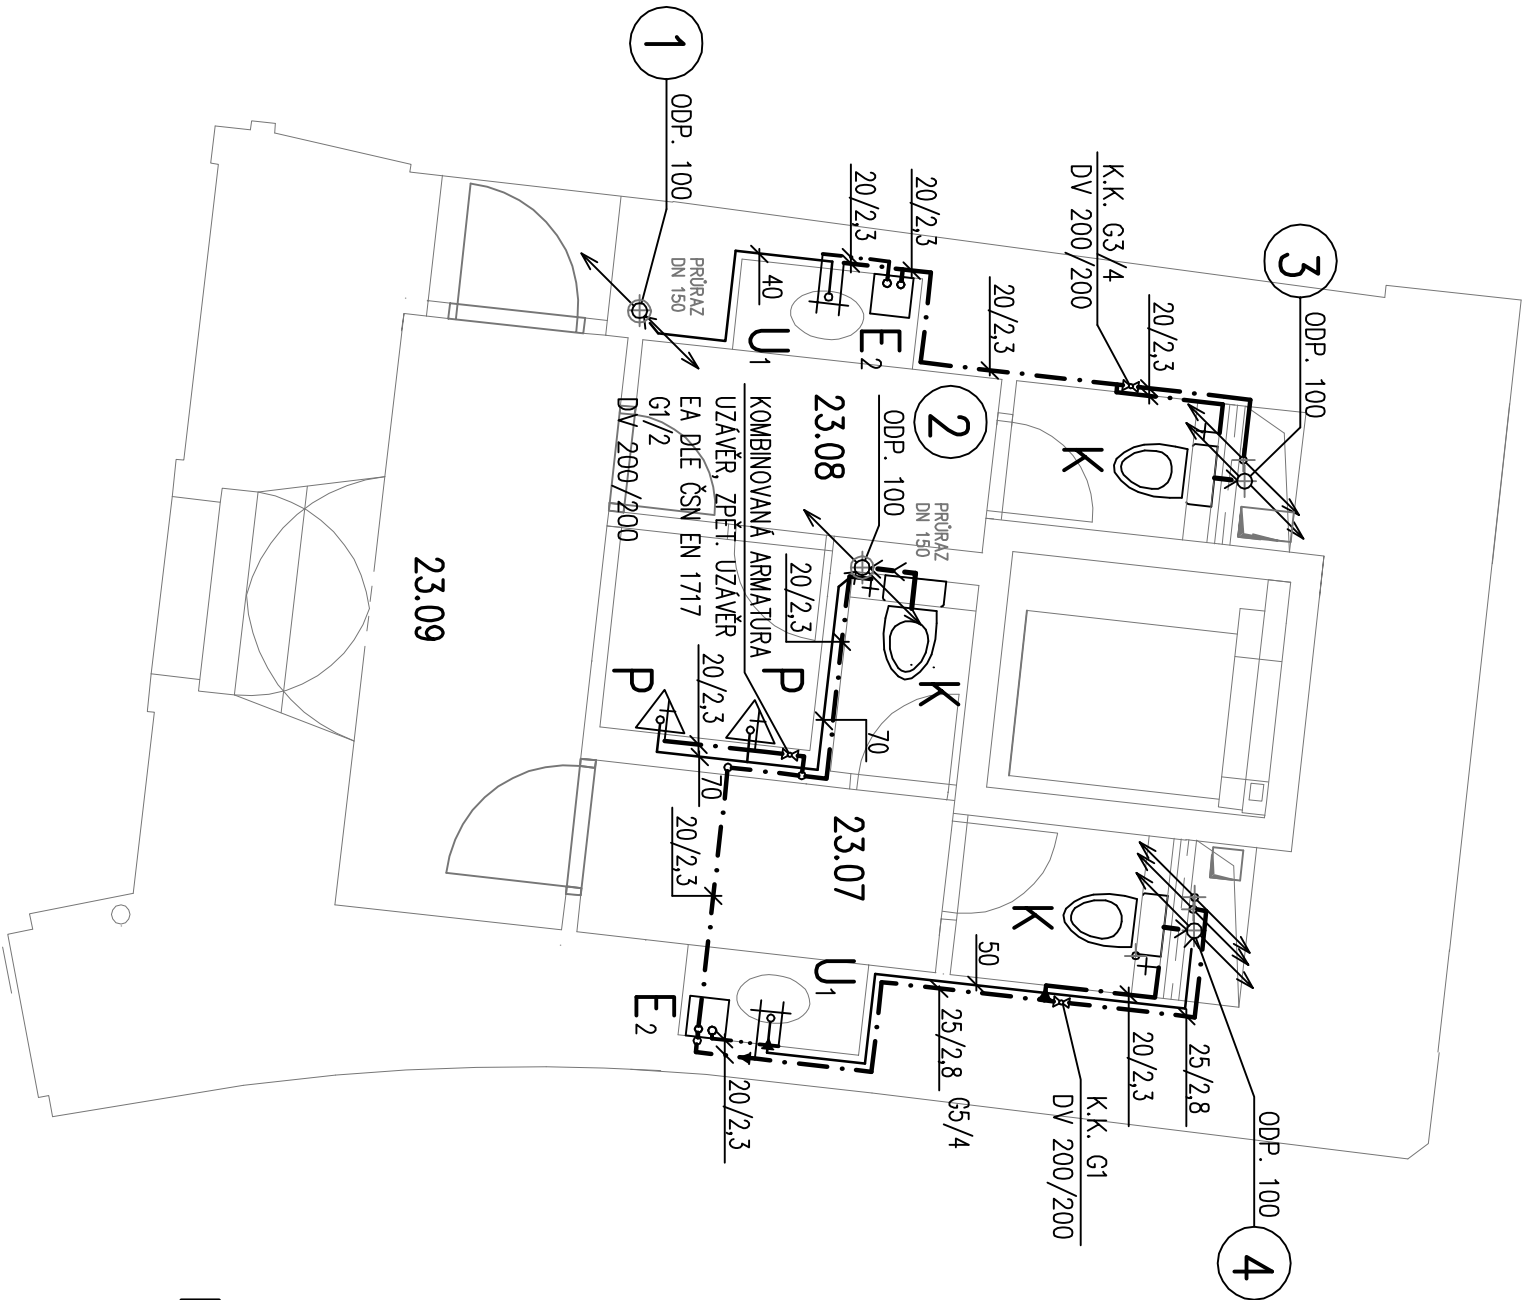 1
ODP. 100
PRŮRAZ
DN 150
40
20/2,3
20/2,3
U1
E2
K.K. G3/4
DV 200/200
20/2,3
20/2,3
3
ODP. 100
K
2
ODP. 100
PRŮRAZ
DN 150
23.08
KOMBINOVANÁ ARMATURA
UZÁVĚR, ZPĚT. UZÁVĚR
EA DLE ČSN EN 1717
G1/2
DV 200/200
23.09
20/2,3
K
P
P
20/2,3
70
70
20/2,3
23.07
K
50
U1
E2
20/2,3
25/2,8 G5/4
20/2,3
25/2,8
K.K. G1
DV 200/200
ODP. 100
4